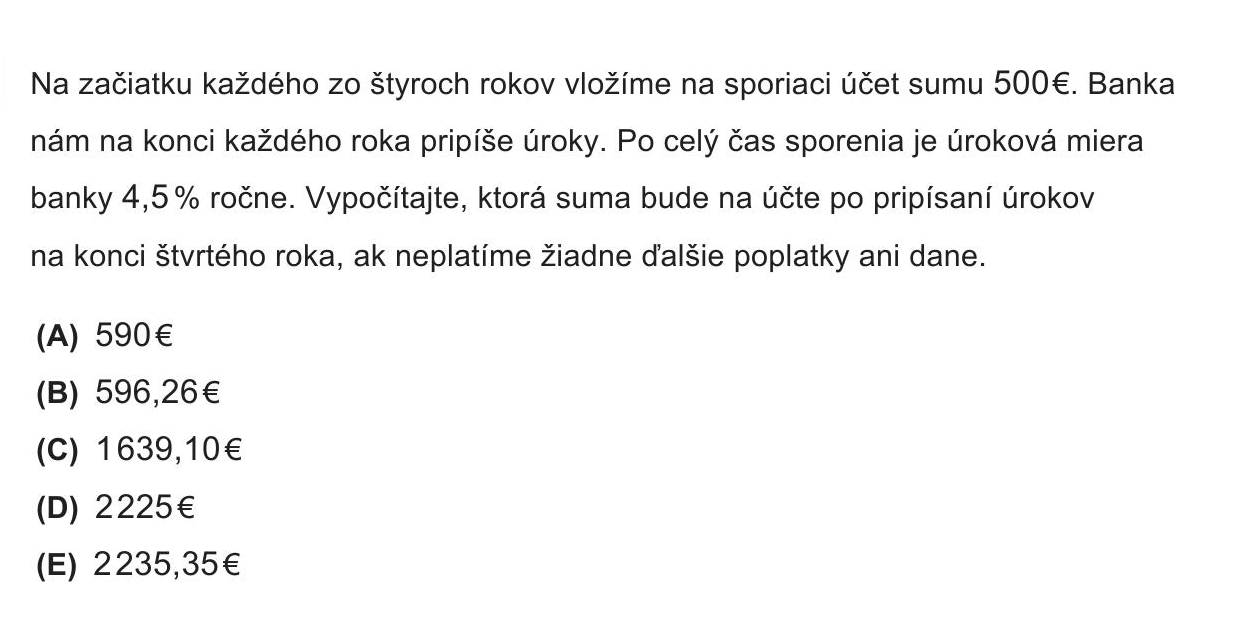 Na začiatku každého zo štyroch rokov vložíme na sporiaci účet sumu 500€. Banka
nám na konci každého roka pripíše úroky. Po celý čas sporenia je úroková miera
banky 4,5% ročne. Vypočítajte, ktorá suma bude na účte po pripísaní úrokov
na konci štvrtého roka, ak neplatíme žiadne ďalšie poplatky ani dane.
(A) 590€
(B) 596,26€
(C) 1639,10€
(D) 2225€
(E) 2235,35€